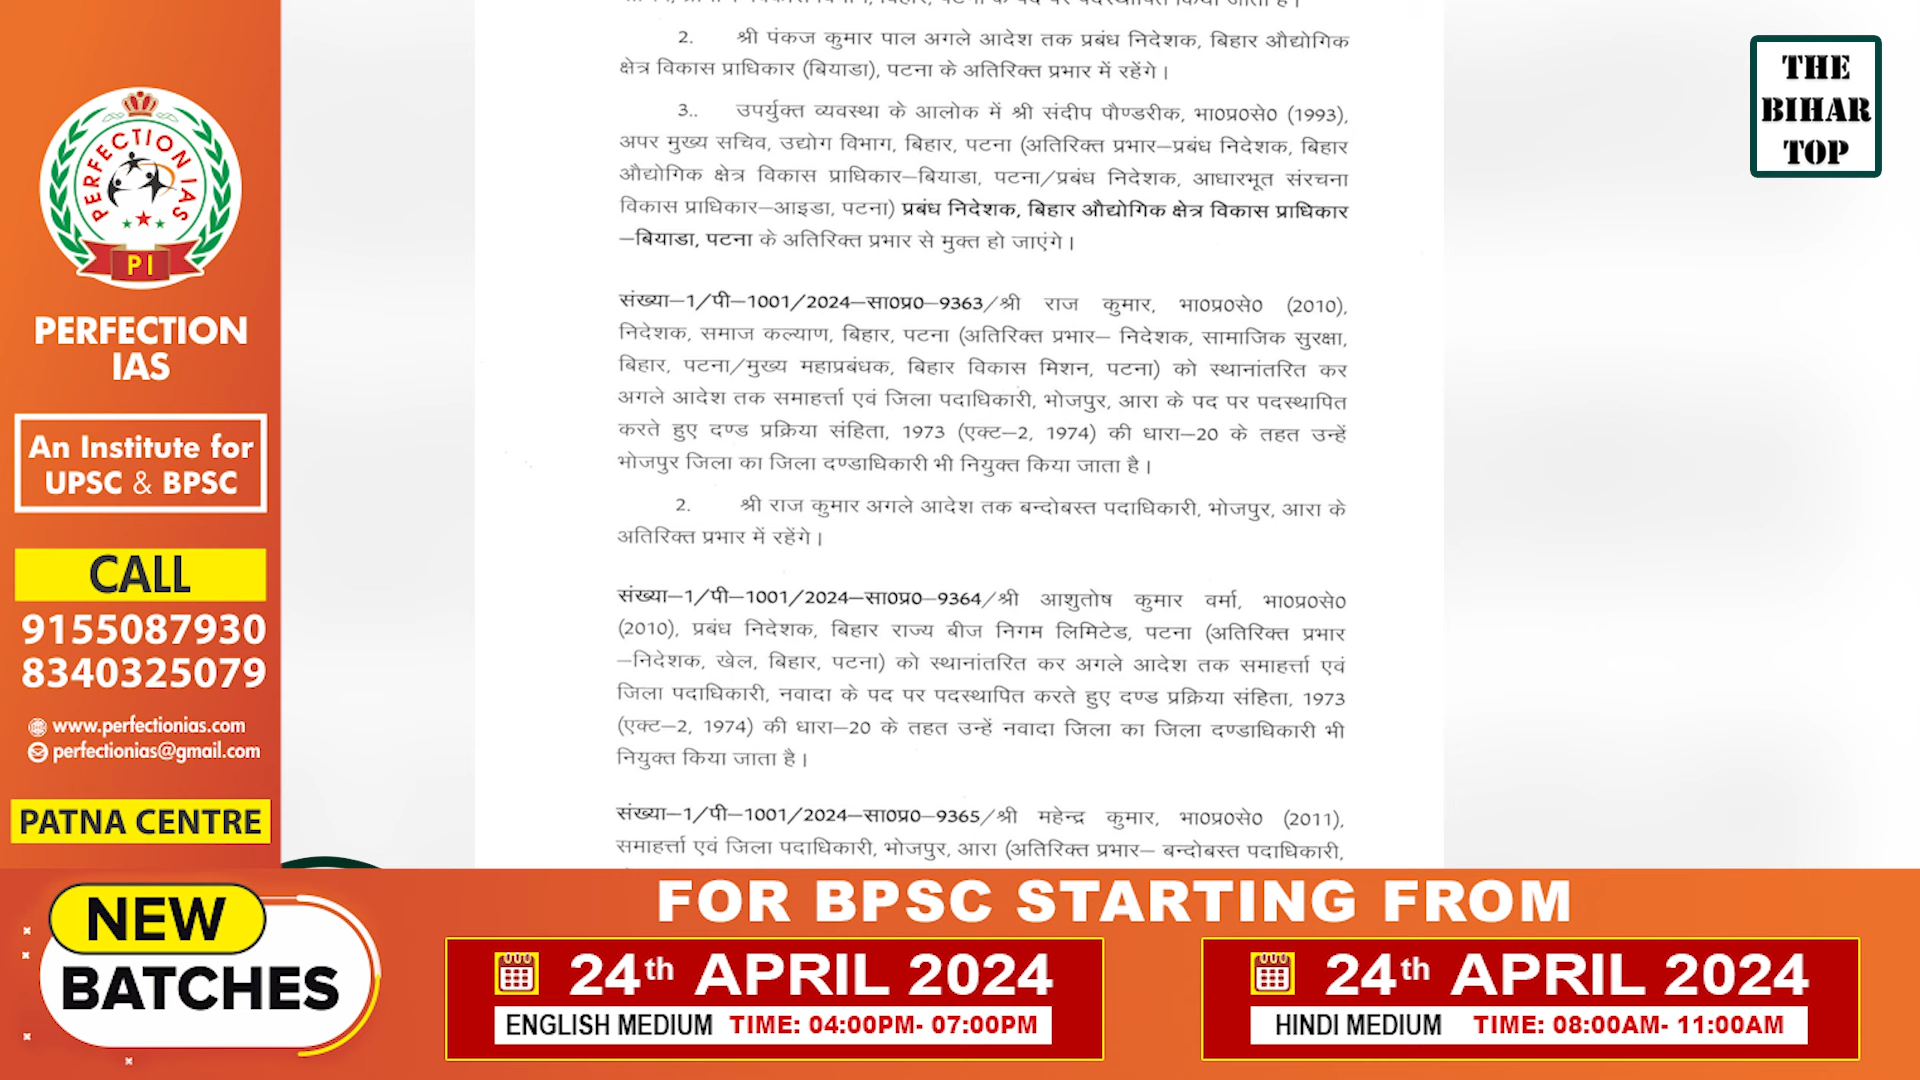 PERFECTION IAS
PI
PERFECTION
IAS
An Institute for
UPSC & BPSC
CALL
9155087930
8340325079
www.perfectionias.com
perfectionias@gmail.com
PATNA CENTRE
2. श्री पंकज कुमार पाल अगले आदेश तक प्रबंध निदेशक, बिहार औद्योगिक
क्षेत्र विकास प्राधिकार (बियाडा), पटना के अतिरिक्त प्रभार में रहेंगे।
3.. उपर्युक्त व्यवस्था के आलोक में श्री संदीप पौण्डरीक, भा0प्र0से0 (1993),
अपर मुख्य सचिव, उद्योग विभाग, बिहार, पटना (अतिरिक्त प्रभार–प्रबंध निदेशक, बिहार
औद्योगिक क्षेत्र विकास प्राधिकार–बियाडा, पटना/प्रबंध निदेशक, आधारभूत संरचना
विकास प्राधिकार–आइडा, पटना) प्रबंध निदेशक, बिहार औद्योगिक क्षेत्र विकास प्राधिकार
–बियाडा, पटना के अतिरिक्त प्रभार से मुक्त हो जाएंगे।
संख्या–1/पी–1001/2024–सा0प्र0–9363/श्री राज कुमार, भा0प्र0से0 (2010),
निदेशक, समाज कल्याण, बिहार, पटना (अतिरिक्त प्रभार– निदेशक, सामाजिक सुरक्षा,
बिहार, पटना/मुख्य महाप्रबंधक, बिहार विकास मिशन, पटना) को स्थानांतरित कर
अगले आदेश तक समाहर्त्ता एवं जिला पदाधिकारी, भोजपुर, आरा के पद पर पदस्थापित
करते हुए दण्ड प्रक्रिया संहिता, 1973 (एक्ट–2, 1974) की धारा–20 के तहत उन्हें
भोजपुर जिला का जिला दण्डाधिकारी भी नियुक्त किया जाता है।
2. श्री राज कुमार अगले आदेश तक बन्दोबस्त पदाधिकारी, भोजपुर, आरा के
अतिरिक्त प्रभार में रहेंगे।
संख्या–1/पी–1001/2024–सा0प्र0–9364/श्री आशुतोष कुमार वर्मा, भा0प्र0से0
(2010), प्रबंध निदेशक, बिहार राज्य बीज निगम लिमिटेड, पटना (अतिरिक्त प्रभार
–निदेशक, खेल, बिहार, पटना) को स्थानांतरित कर अगले आदेश तक समाहर्त्ता एवं
जिला पदाधिकारी, नवादा के पद पर पदस्थापित करते हुए दण्ड प्रक्रिया संहिता, 1973
(एक्ट–2, 1974) की धारा–20 के तहत उन्हें नवादा जिला का जिला दण्डाधिकारी भी
नियुक्त किया जाता है।
संख्या–1/पी–1001/2024–सा0प्र0–9365/श्री महेन्द्र कुमार, भा0प्र0से0 (2011),
समाहर्त्ता एवं जिला पदाधिकारी, भोजपुर, आरा (अतिरिक्त प्रभार– बन्दोबस्त पदाधिकारी,
THE
BIHAR
TOP
NEW
BATCHES
FOR BPSC STARTING FROM
24th APRIL 2024
ENGLISH MEDIUM TIME: 04:00PM- 07:00PM
24th APRIL 2024
HINDI MEDIUM TIME: 08:00AM- 11:00AM